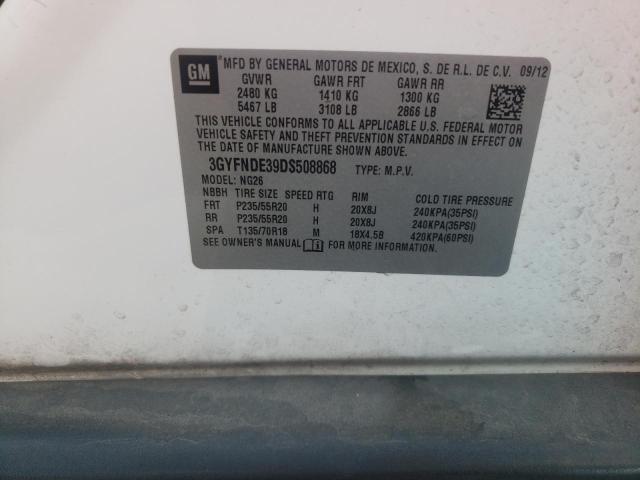 GM
MFD BY GENERAL MOTORS DE MEXICO, S. DE R.L. DE C.V. 09/12
GVWR GAWR FRT GAWR RR
2480 KG 1410 KG 1300 KG
5467 LB 3108 LB 2866 LB
THIS VEHICLE CONFORMS TO ALL APPLICABLE U.S. FEDERAL MOTOR
VEHICLE SAFETY AND THEFT PREVENTION STANDARDS IN EFFECT ON
THE DATE OF MANUFACTURE SHOWN ABOVE.
3GYFNDE39DS508868 TYPE: M.P.V.
MODEL: NG26
NBBH TIRE SIZE SPEED RTG RIM COLD TIRE PRESSURE
FRT P235/55R20 H 20X8J 240KPA(35PSI)
RR P235/55R20 H 20X8J 240KPA(35PSI)
SPA T135/70R18 M 18X4.5B 420KPA(60PSI)
SEE OWNER'S MANUAL FOR MORE INFORMATION.